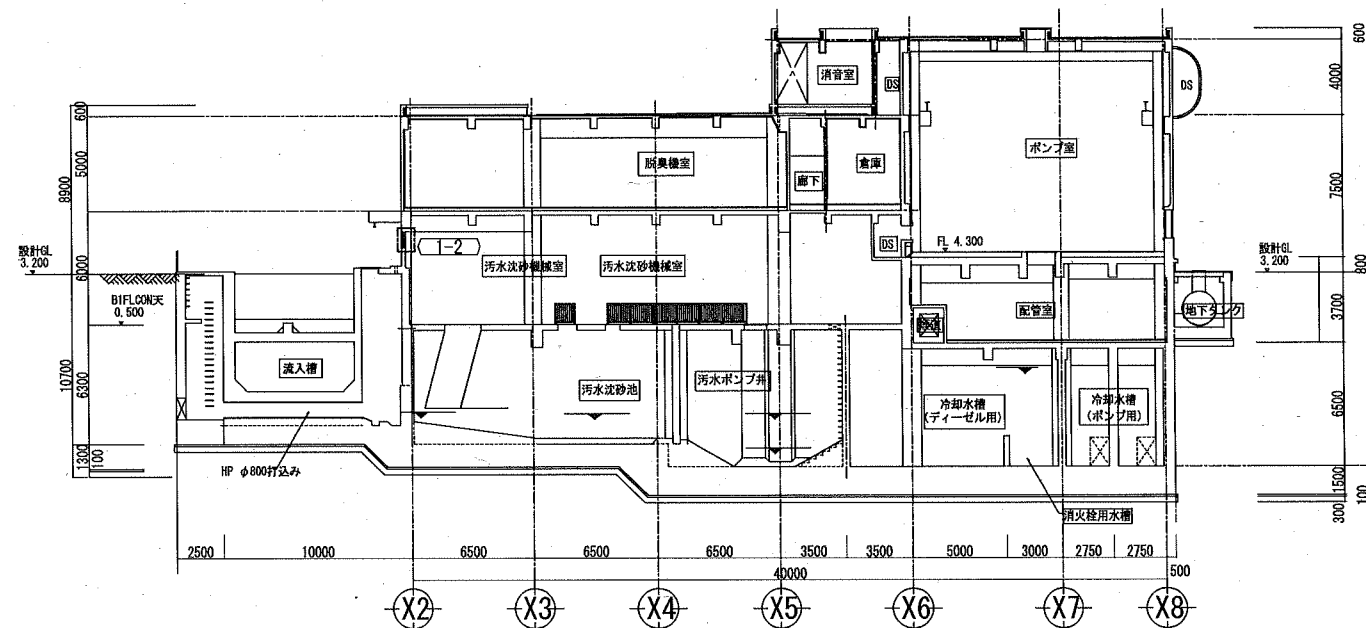 600
消音室
DS
DS
4000
600
5000
8900
脱臭機室
廊下
倉庫
ポンプ室
7500
設計GL
3.200
1-2
DS
FL 4.300
設計GL
3.200
6000
汚水沈砂機械室
汚水沈砂機械室
800
B1FLCON天
0.500
配管室
地下タンク
3700
流入槽
10700
6300
汚水沈砂池
汚水ポンプ井
冷却水槽
(ディーゼル用)
冷却水槽
(ポンプ用)
6500
1300
100
HP φ800打込み
消火栓用水槽
1500
300
100
2500
10000
6500
6500
6500
3500
3500
5000
3000
2750
2750
40000
500
X2
X3
X4
X5
X6
X7
X8